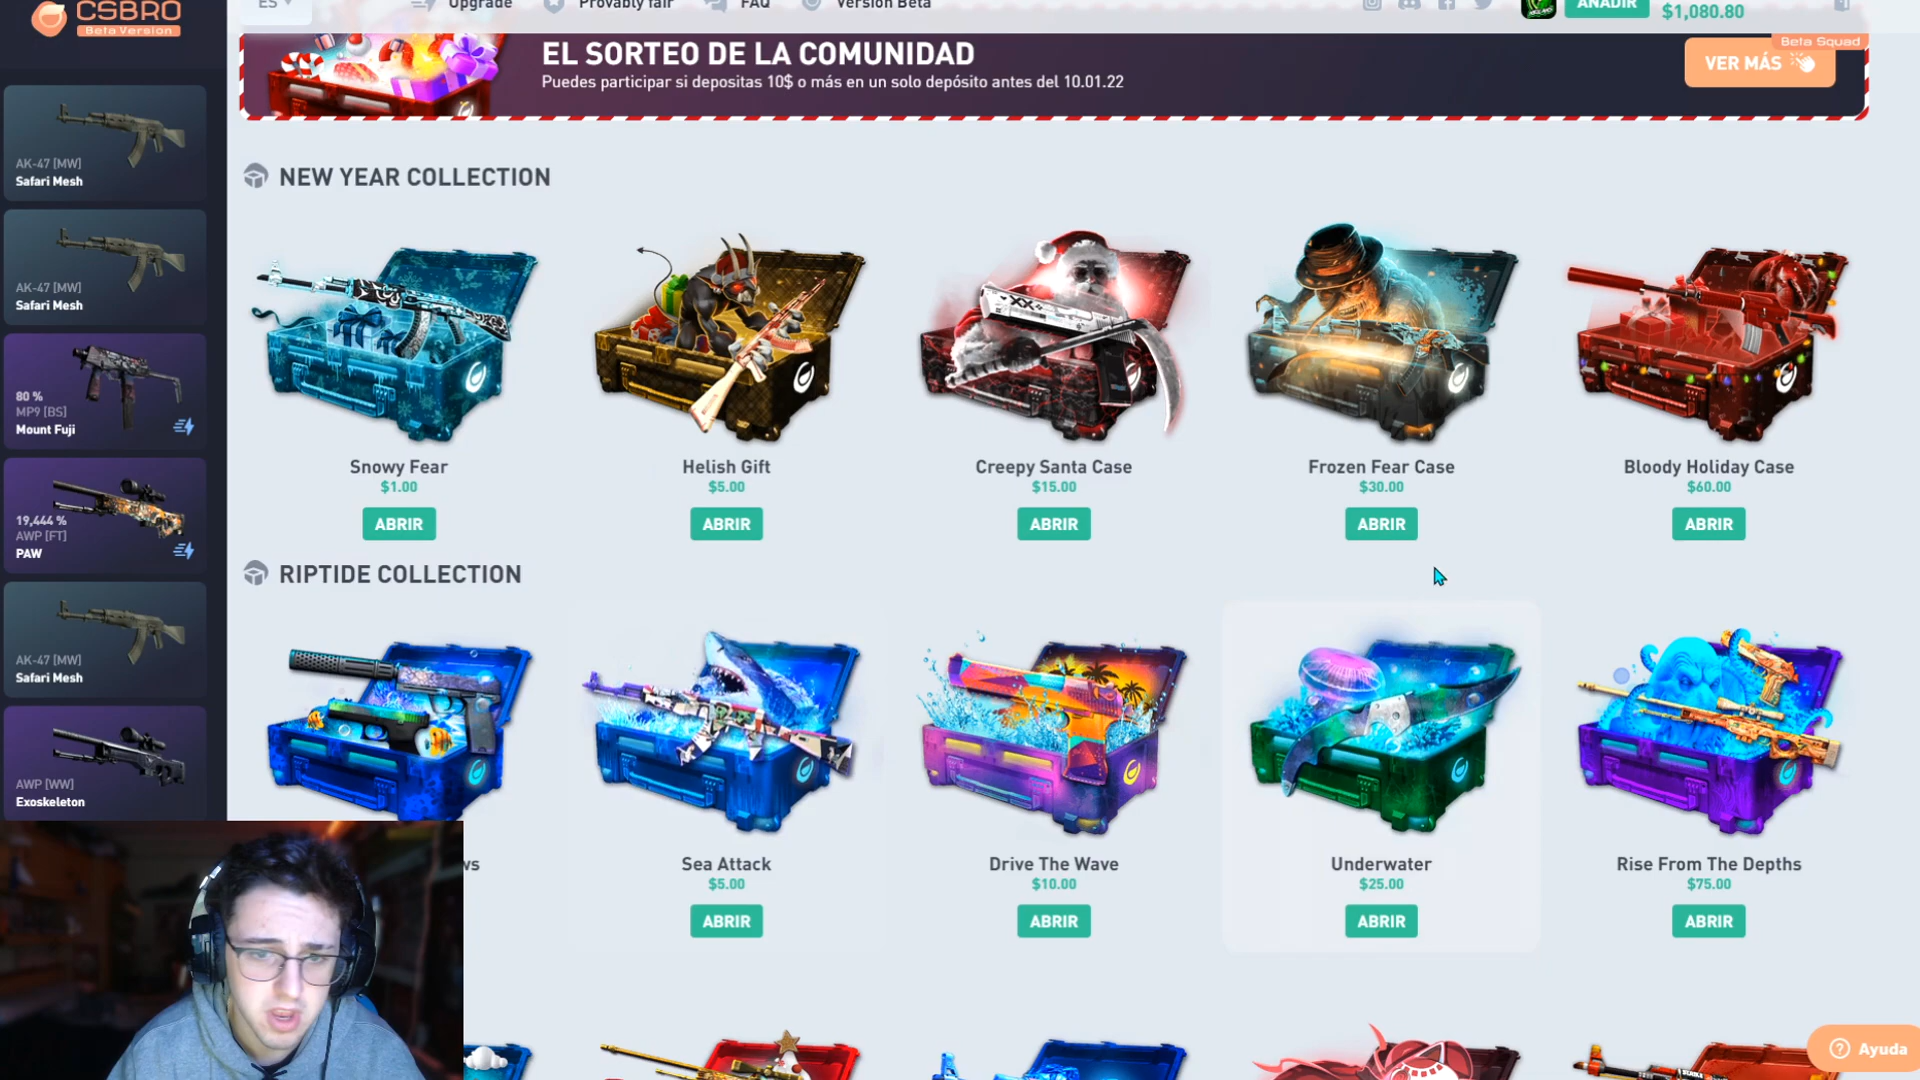 CSBRO
Beta Version
ES
Upgrade
Provably fair
FAQ
Version Beta
AÑADIR
$1,080.80
Beta Squad
EL SORTEO DE LA COMUNIDAD
Puedes participar si depositas 10$ o más en un solo depósito antes del 10.01.22
VER MÁS
AK-47 [MW]
Safari Mesh
AK-47 [MW]
Safari Mesh
80 %
MP9 [BS]
Mount Fuji
19,444 %
AWP [FT]
PAW
AK-47 [MW]
Safari Mesh
AWP [WW]
Exoskeleton
NEW YEAR COLLECTION
Snowy Fear
$1.00
ABRIR
Helish Gift
$5.00
ABRIR
Creepy Santa Case
$15.00
ABRIR
Frozen Fear Case
$30.00
ABRIR
Bloody Holiday Case
$60.00
ABRIR
RIPTIDE COLLECTION
Sea Attack
$5.00
ABRIR
Drive The Wave
$10.00
ABRIR
Underwater
$25.00
ABRIR
Rise From The Depths
$75.00
ABRIR
Ayuda